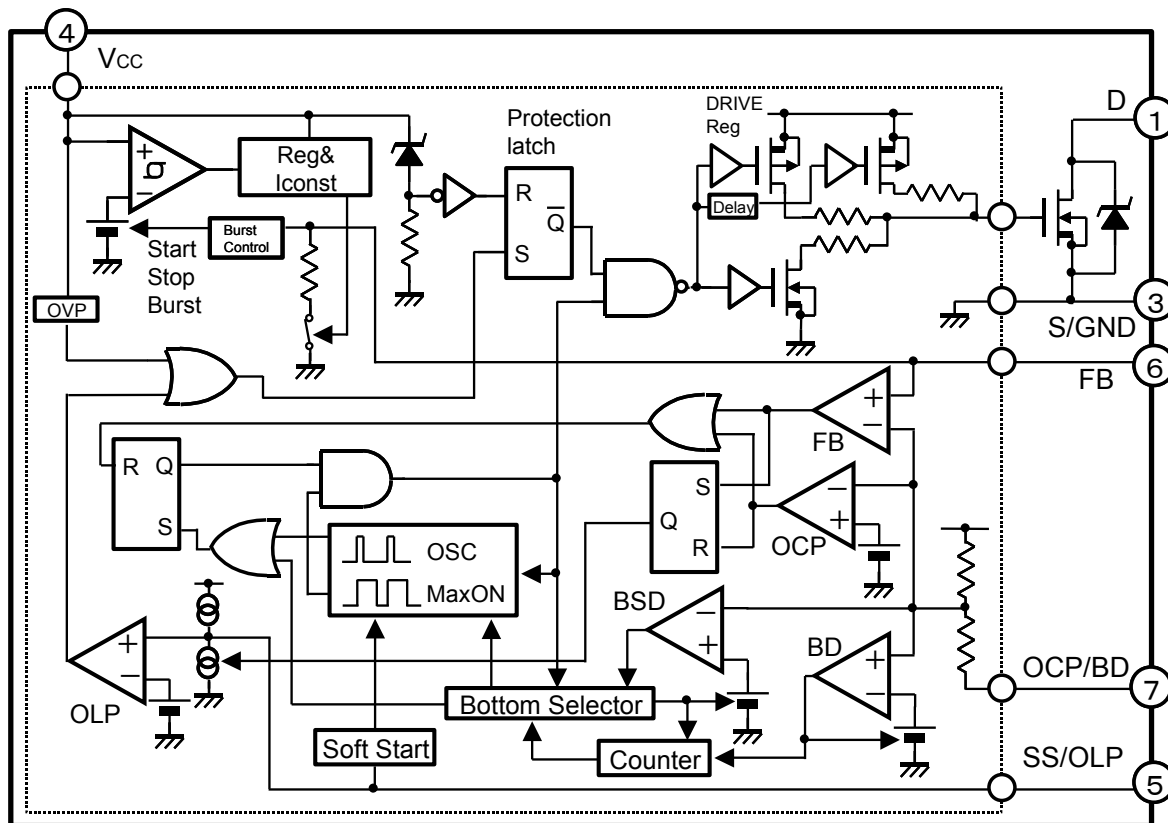 4
VCC
D
1
DRIVE
Reg
Protection
latch
Reg&
Iconst
+
−
R
Q
S
Delay
Burst
Control
Start
Stop
Burst
OVP
3
S/GND
6
FB
+
−
FB
R
Q
S
S
Q
R
−
+
OCP
OSC
MaxON
BSD
−
+
BD
+
−
+
−
OLP
OCP/BD
7
Bottom Selector
Soft Start
Counter
SS/OLP
5